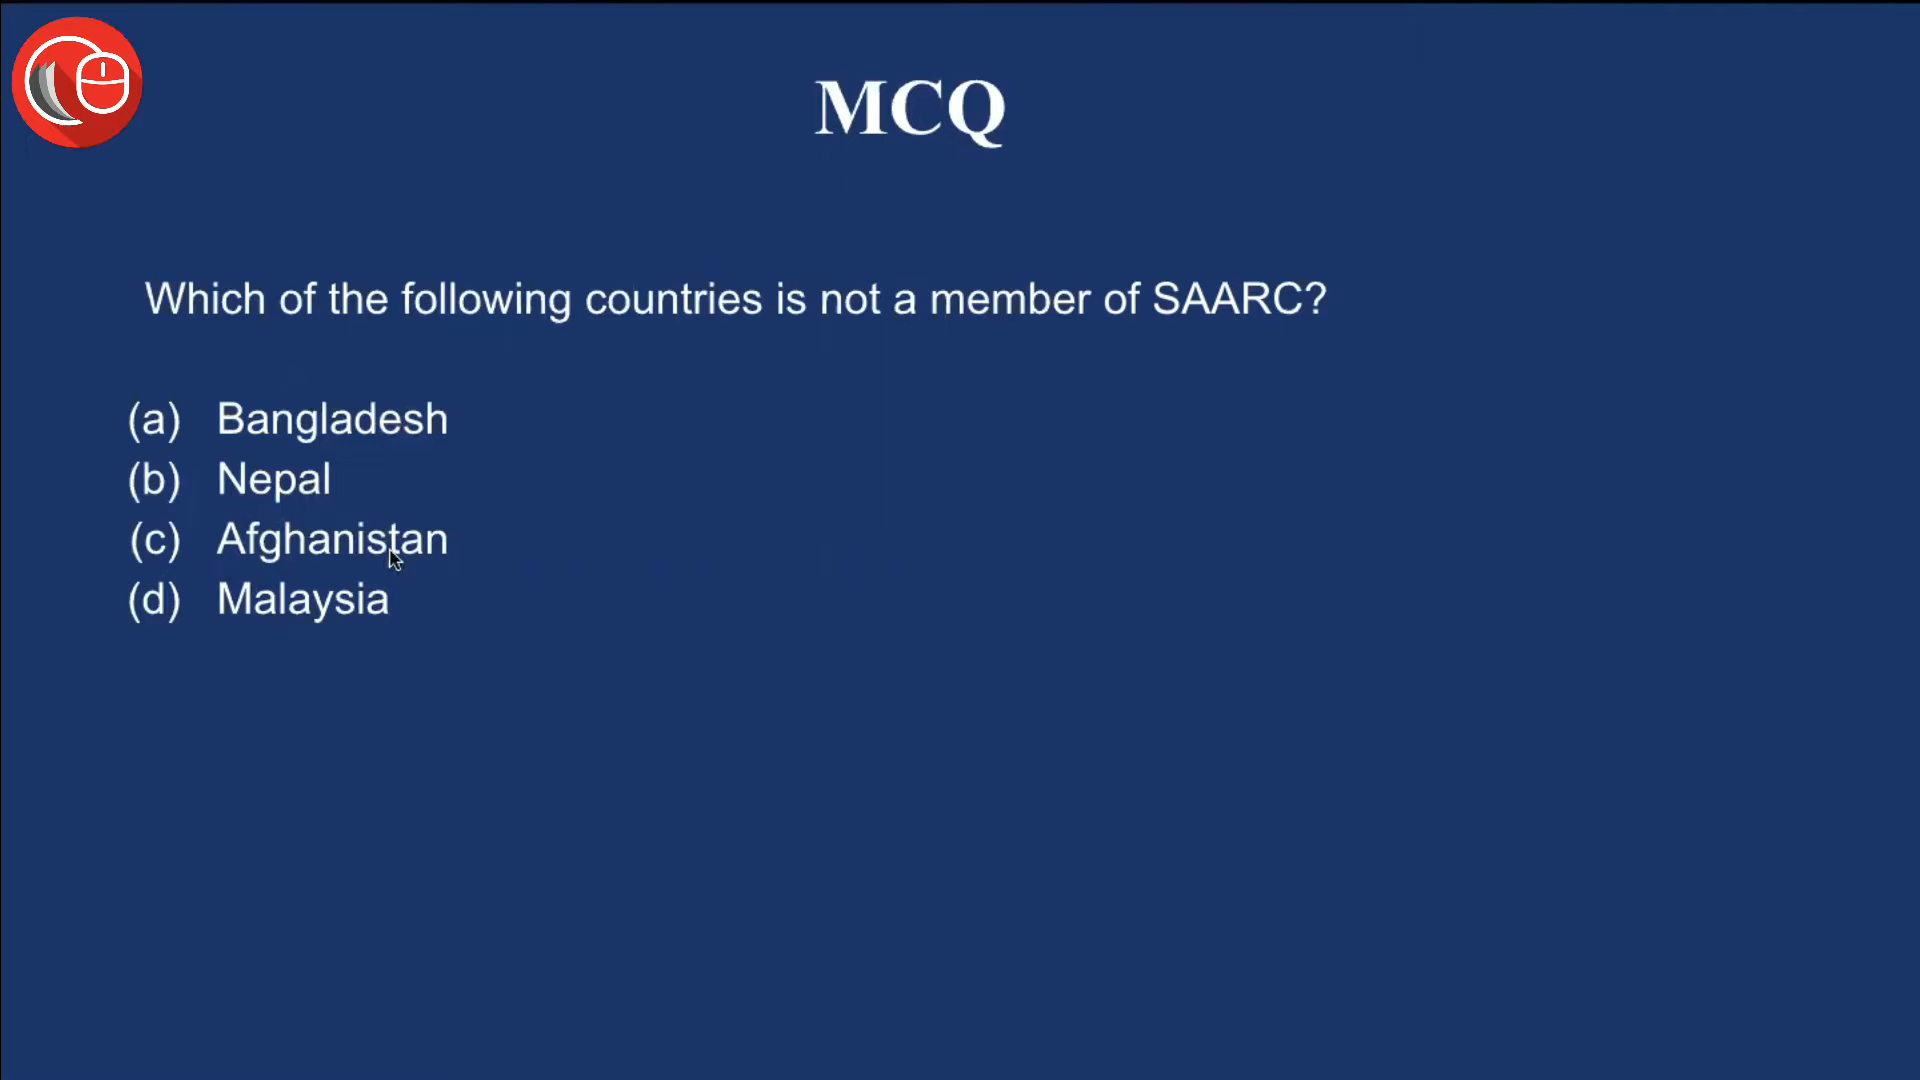 MCQ
Which of the following countries is not a member of SAARC?
(a) Bangladesh
(b) Nepal
(c) Afghanistan
(d) Malaysia